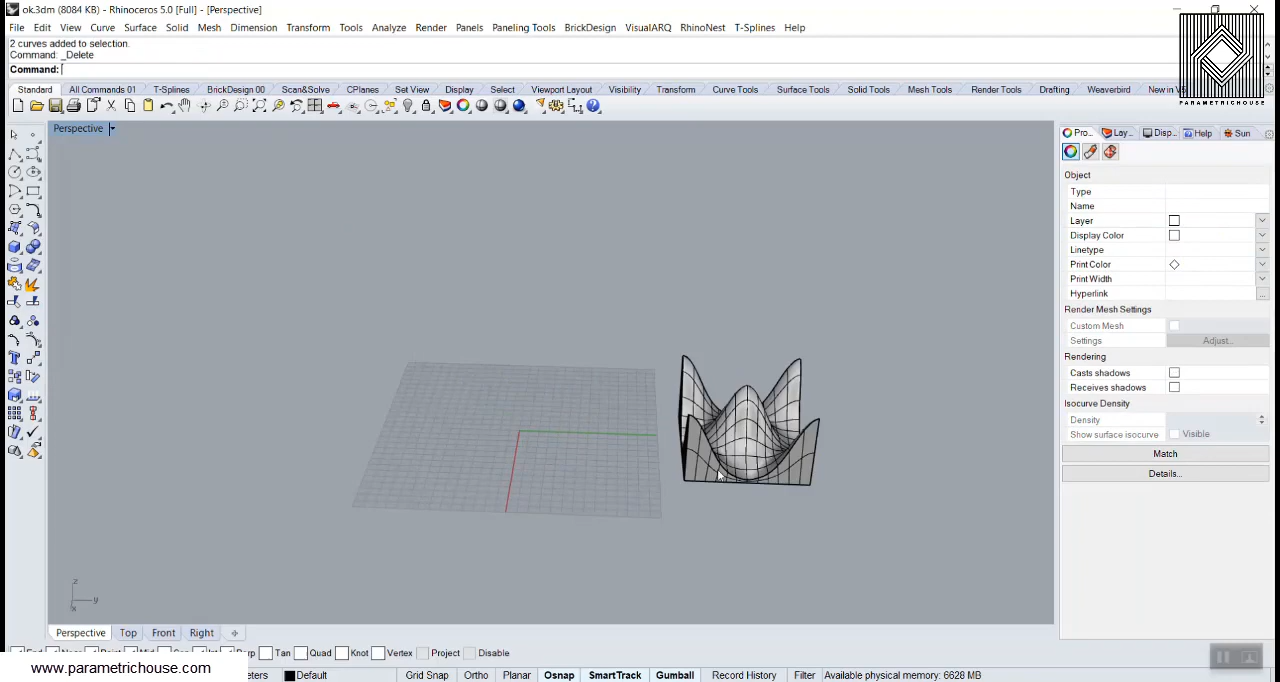 ok.3dm (8084 KB) - Rhinoceros 5.0 [Full] - [Perspective]
File Edit View Curve Surface Solid Mesh Dimension Transform Tools Analyze Render Panels Paneling Tools BrickDesign VisualARQ RhinoNest T-Splines Help
2 curves added to selection.
Command: _Delete
Command:
Standard All Commands 01 T-Splines BrickDesign 00 Scan&Solve CPlanes Set View Display Select Viewport Layout Visibility Transform Curve Tools Surface Tools Solid Tools Mesh Tools Render Tools Drafting Weaverbird New in V5
PARAMETRICHOUSE
Perspective
Pro... Lay... Disp... Help Sun
Object
Type
Name
Layer
Display Color
Linetype
Print Color
Print Width
Hyperlink
...
Render Mesh Settings
Custom Mesh
Settings Adjust...
Rendering
Casts shadows
Receives shadows
Isocurve Density
Density
Show surface isocurve Visible
Match
Details...
z
y
x
Perspective Top Front Right
Tan Quad Knot Vertex Project Disable
www.parametrichouse.com
eters Default Grid Snap Ortho Planar Osnap SmartTrack Gumball Record History Filter Available physical memory: 6628 MB